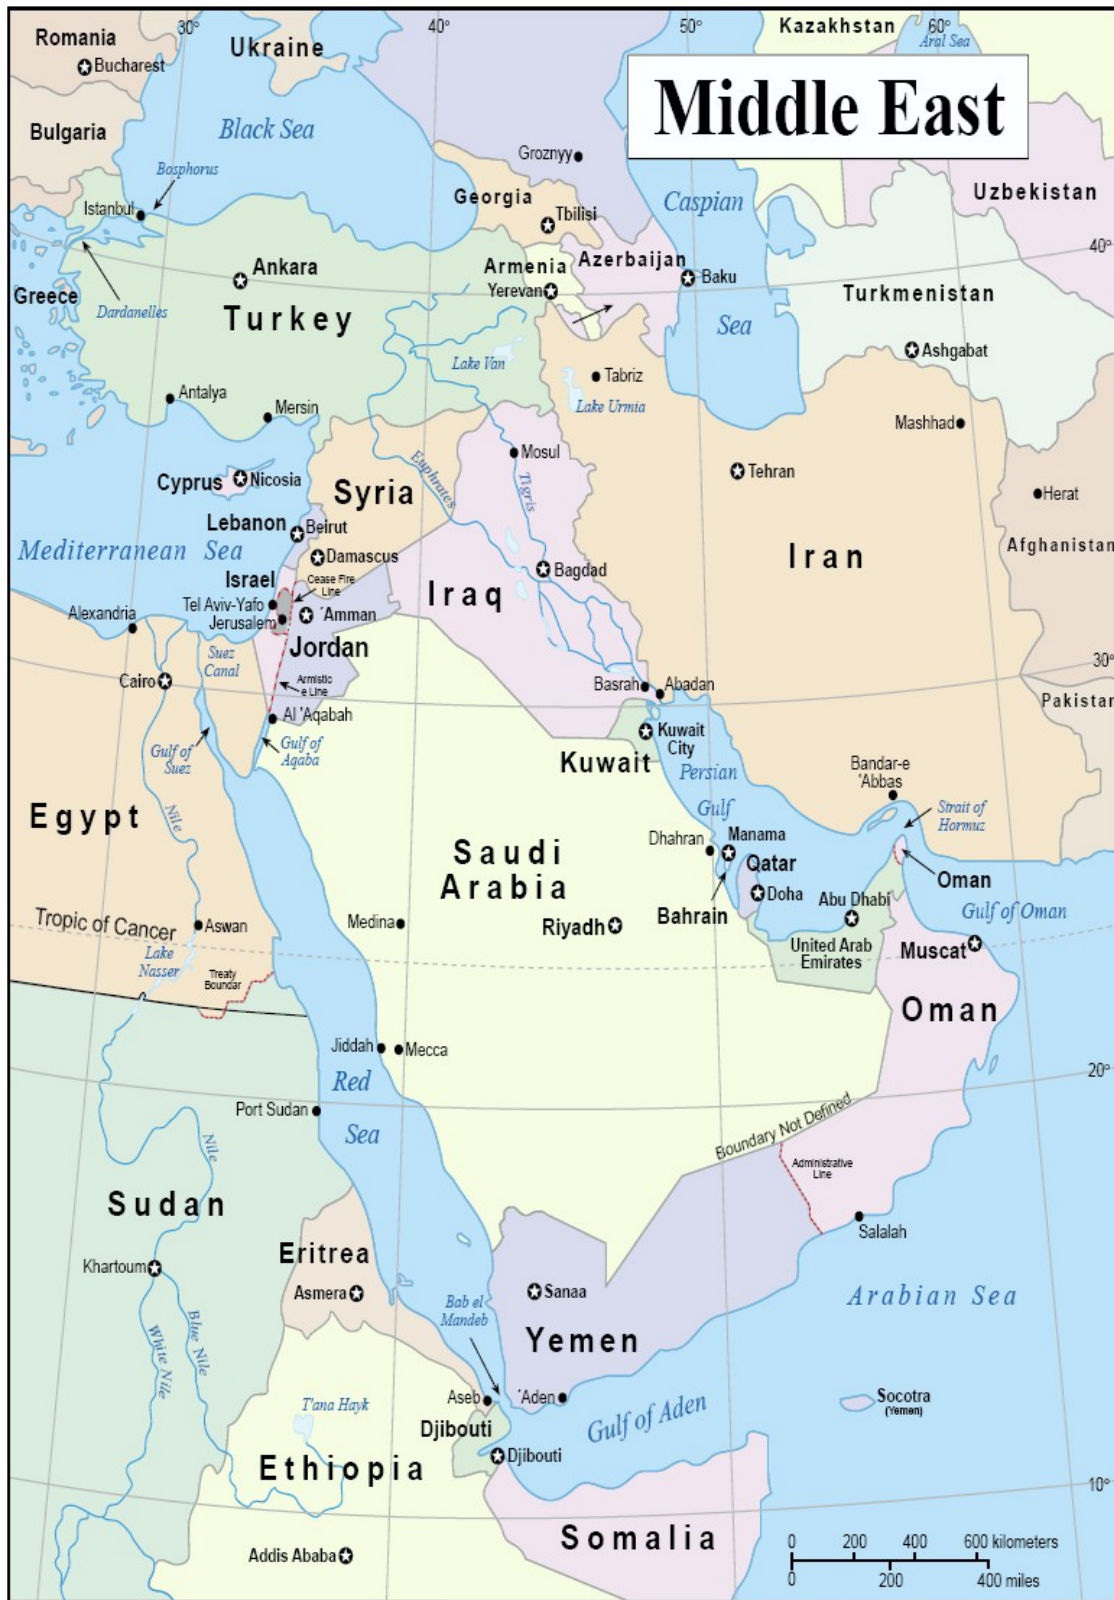 30°
40°
50°
60°
Romania
Bucharest
Ukraine
Kazakhstan
Aral Sea
Middle East
Bulgaria
Black Sea
Bosphorus
Groznyy
Georgia
Tbilisi
Caspian
Sea
Uzbekistan
Istanbul
Ankara
Armenia
Yerevan
Azerbaijan
Baku
40°
Greece
Dardanelles
Turkey
Turkmenistan
Ashgabat
Lake Van
Tabriz
Lake Urmia
Antalya
Mersin
Mashhad
Mosul
Cyprus
Nicosia
Syria
Euphrates
Tigris
Tehran
Herat
Lebanon
Beirut
Mediterranean Sea
Damascus
Iran
Afghanistan
Israel
Cease Fire
Line
Bagdad
Iraq
Tel Aviv-Yafo
Jerusalem
'Amman
Alexandria
Jordan
Suez
Canal
Armistic
e Line
30°
Cairo
Basrah
Abadan
Pakistan
Al 'Aqabah
Gulf of
Suez
Gulf of
Aqaba
Kuwait
City
Kuwait
Persian
Gulf
Bandar-e
'Abbas
Strait of
Hormuz
Egypt
Nile
Saudi
Arabia
Dhahran
Manama
Qatar
Doha
Oman
Abu Dhabi
Bahrain
Gulf of Oman
Tropic of Cancer
Aswan
Medina
Riyadh
United Arab
Emirates
Muscat
Lake
Nasser
Treaty
Boundar
Oman
Jiddah
Mecca
Red
Sea
20°
Port Sudan
Boundary Not Defined
Nile
Administrative
Line
Sudan
Salalah
Khartoum
Eritrea
Asmera
Sanaa
Bab el
Mandeb
Arabian Sea
White Nile
Blue Nile
Yemen
T'ana Hayk
Aseb
'Aden
Socotra
(Yemen)
Gulf of Aden
Djibouti
Djibouti
Ethiopia
10°
Somalia
Addis Ababa
0 200 400 600 kilometers
0 200 400 miles